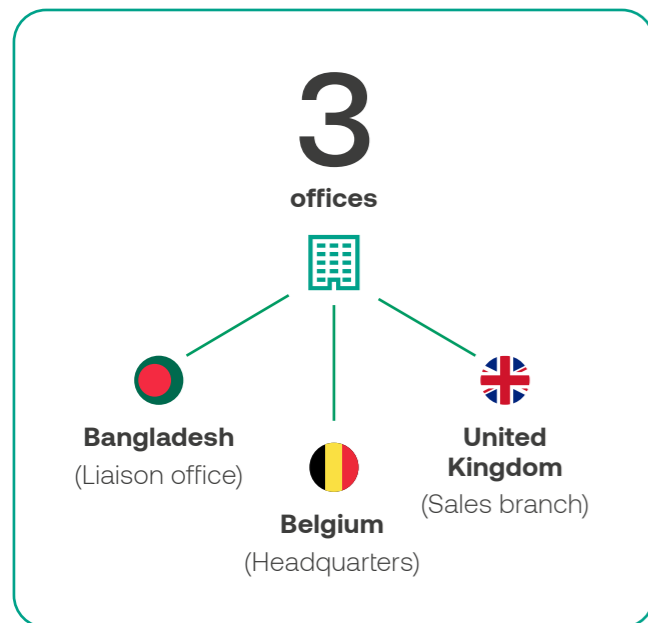 3
offices
Bangladesh
(Liaison office)
Belgium
(Headquarters)
United
Kingdom
(Sales branch)